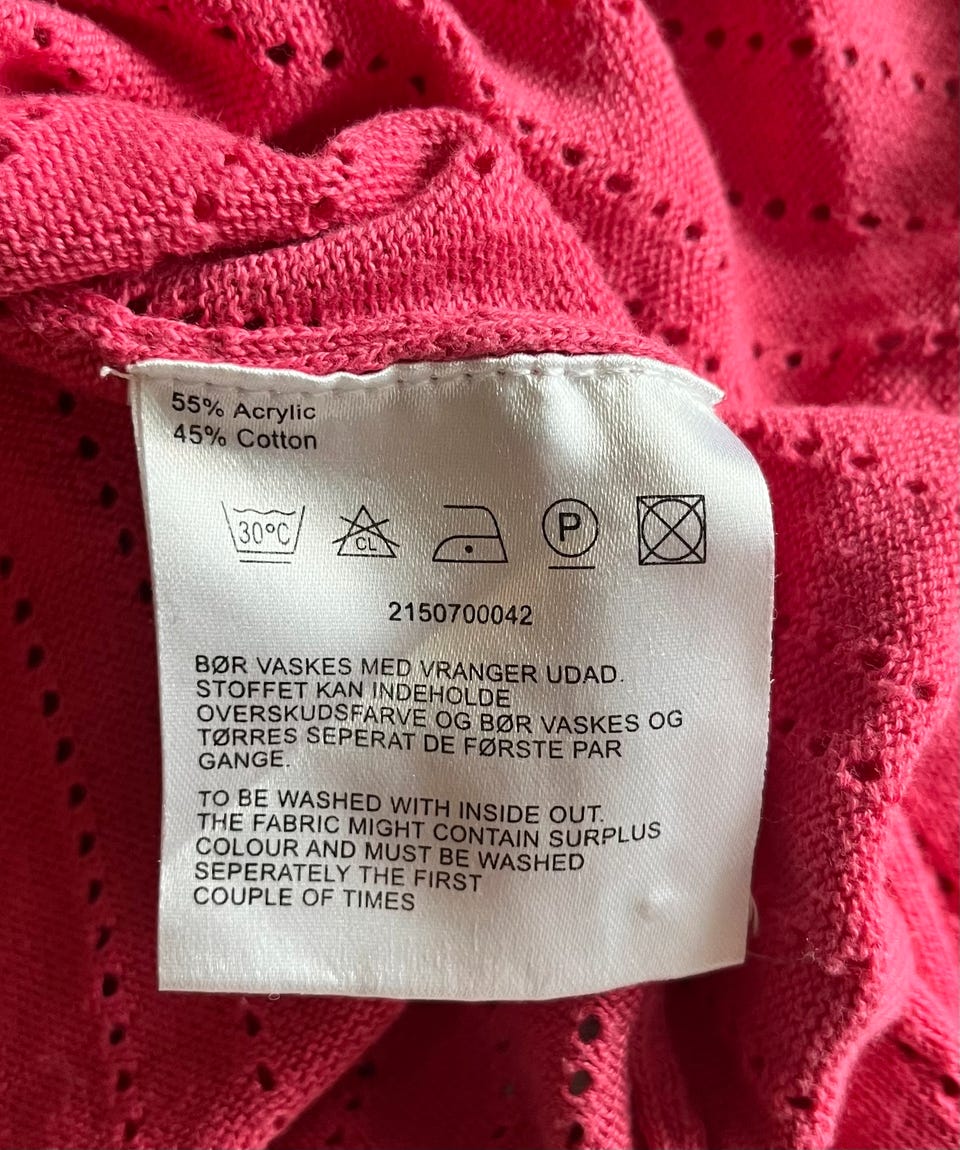 55% Acrylic
45% Cotton
30°C CL P
2150700042
BØR VASKES MED VRANGER UDAD.
STOFFET KAN INDEHOLDE
OVERSKUDSFARVE OG BØR VASKES OG
TØRRES SEPERAT DE FØRSTE PAR
GANGE.
TO BE WASHED WITH INSIDE OUT.
THE FABRIC MIGHT CONTAIN SURPLUS
COLOUR AND MUST BE WASHED
SEPERATELY THE FIRST
COUPLE OF TIMES